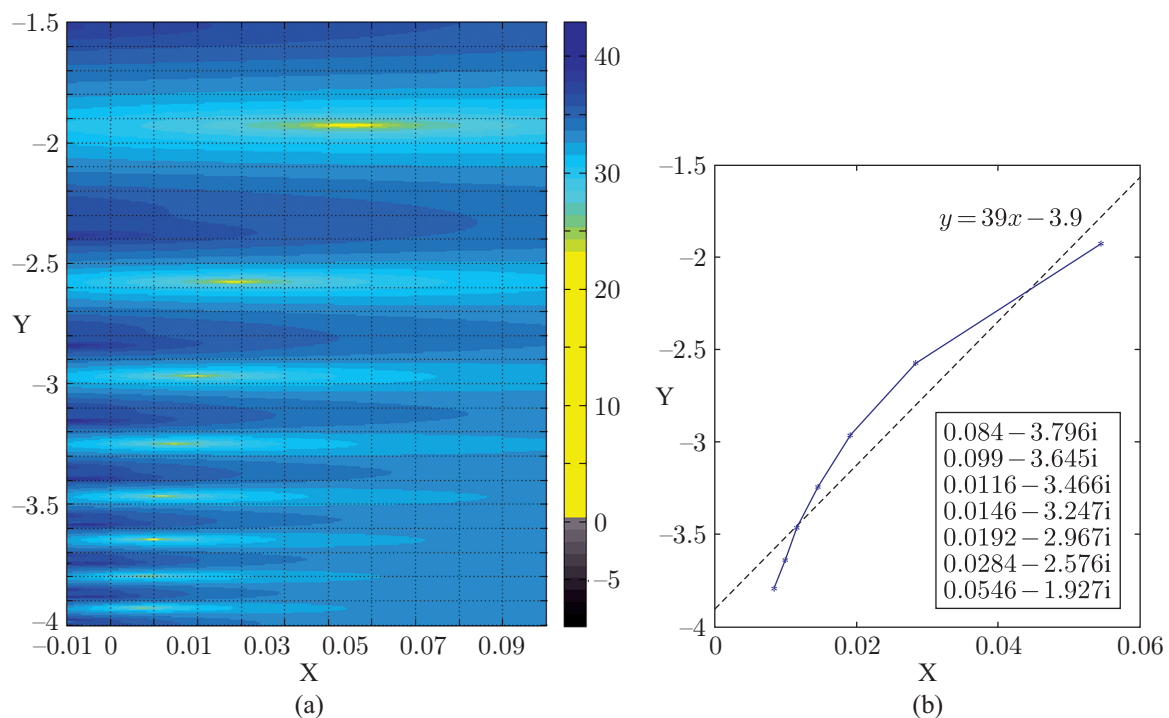 −1.5
−2
−2.5
Y
−3
−3.5
−4
−0.01 0 0.01 0.03 0.05 0.07 0.09
X
(a)
40
30
20
10
0
−5
−1.5
−2
−2.5
Y
−3
−3.5
−4
0 0.02 0.04 0.06
X
y = 39x − 3.9
0.084 − 3.796i
0.099 − 3.645i
0.0116 − 3.466i
0.0146 − 3.247i
0.0192 − 2.967i
0.0284 − 2.576i
0.0546 − 1.927i
(b)